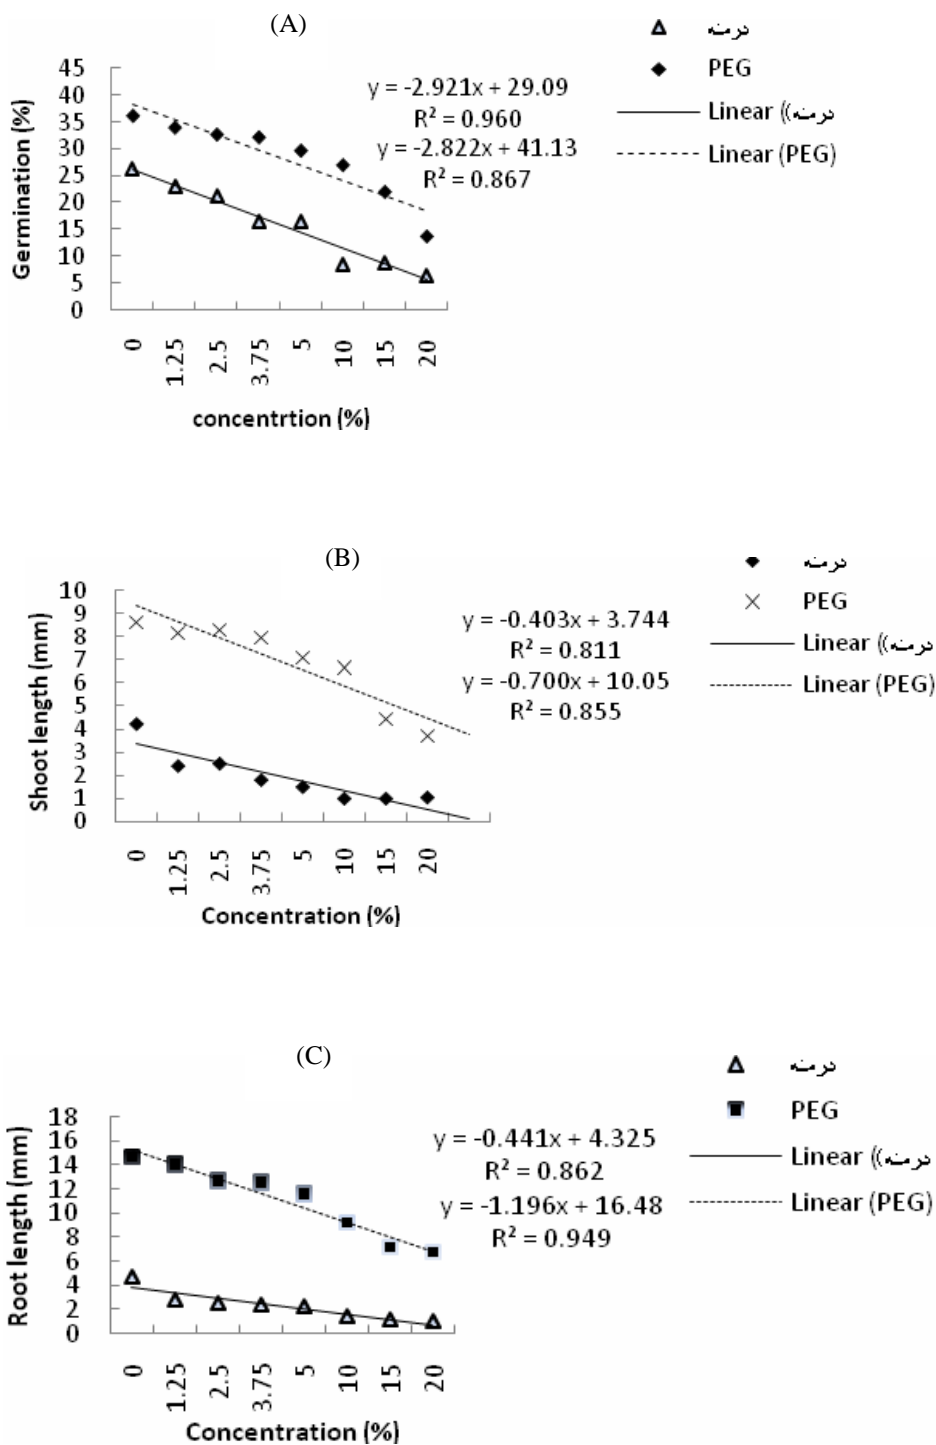 (A)
درمنه
PEG
Linear ((درمنه
Linear (PEG)
y = -2.921x + 29.09
R² = 0.960
y = -2.822x + 41.13
R² = 0.867
Germination (%)
45
40
35
30
25
20
15
10
5
0
0 1.25 2.5 3.75 5 10 15 20
concentrtion (%)
(B)
درمنه
PEG
Linear ((درمنه
Linear (PEG)
y = -0.403x + 3.744
R² = 0.811
y = -0.700x + 10.05
R² = 0.855
Shoot length (mm)
10
9
8
7
6
5
4
3
2
1
0
0 1.25 2.5 3.75 5 10 15 20
Concentration (%)
(C)
درمنه
PEG
Linear ((درمنه
Linear (PEG)
y = -0.441x + 4.325
R² = 0.862
y = -1.196x + 16.48
R² = 0.949
Root length (mm)
18
16
14
12
10
8
6
4
2
0
0 1.25 2.5 3.75 5 10 15 20
Concentration (%)